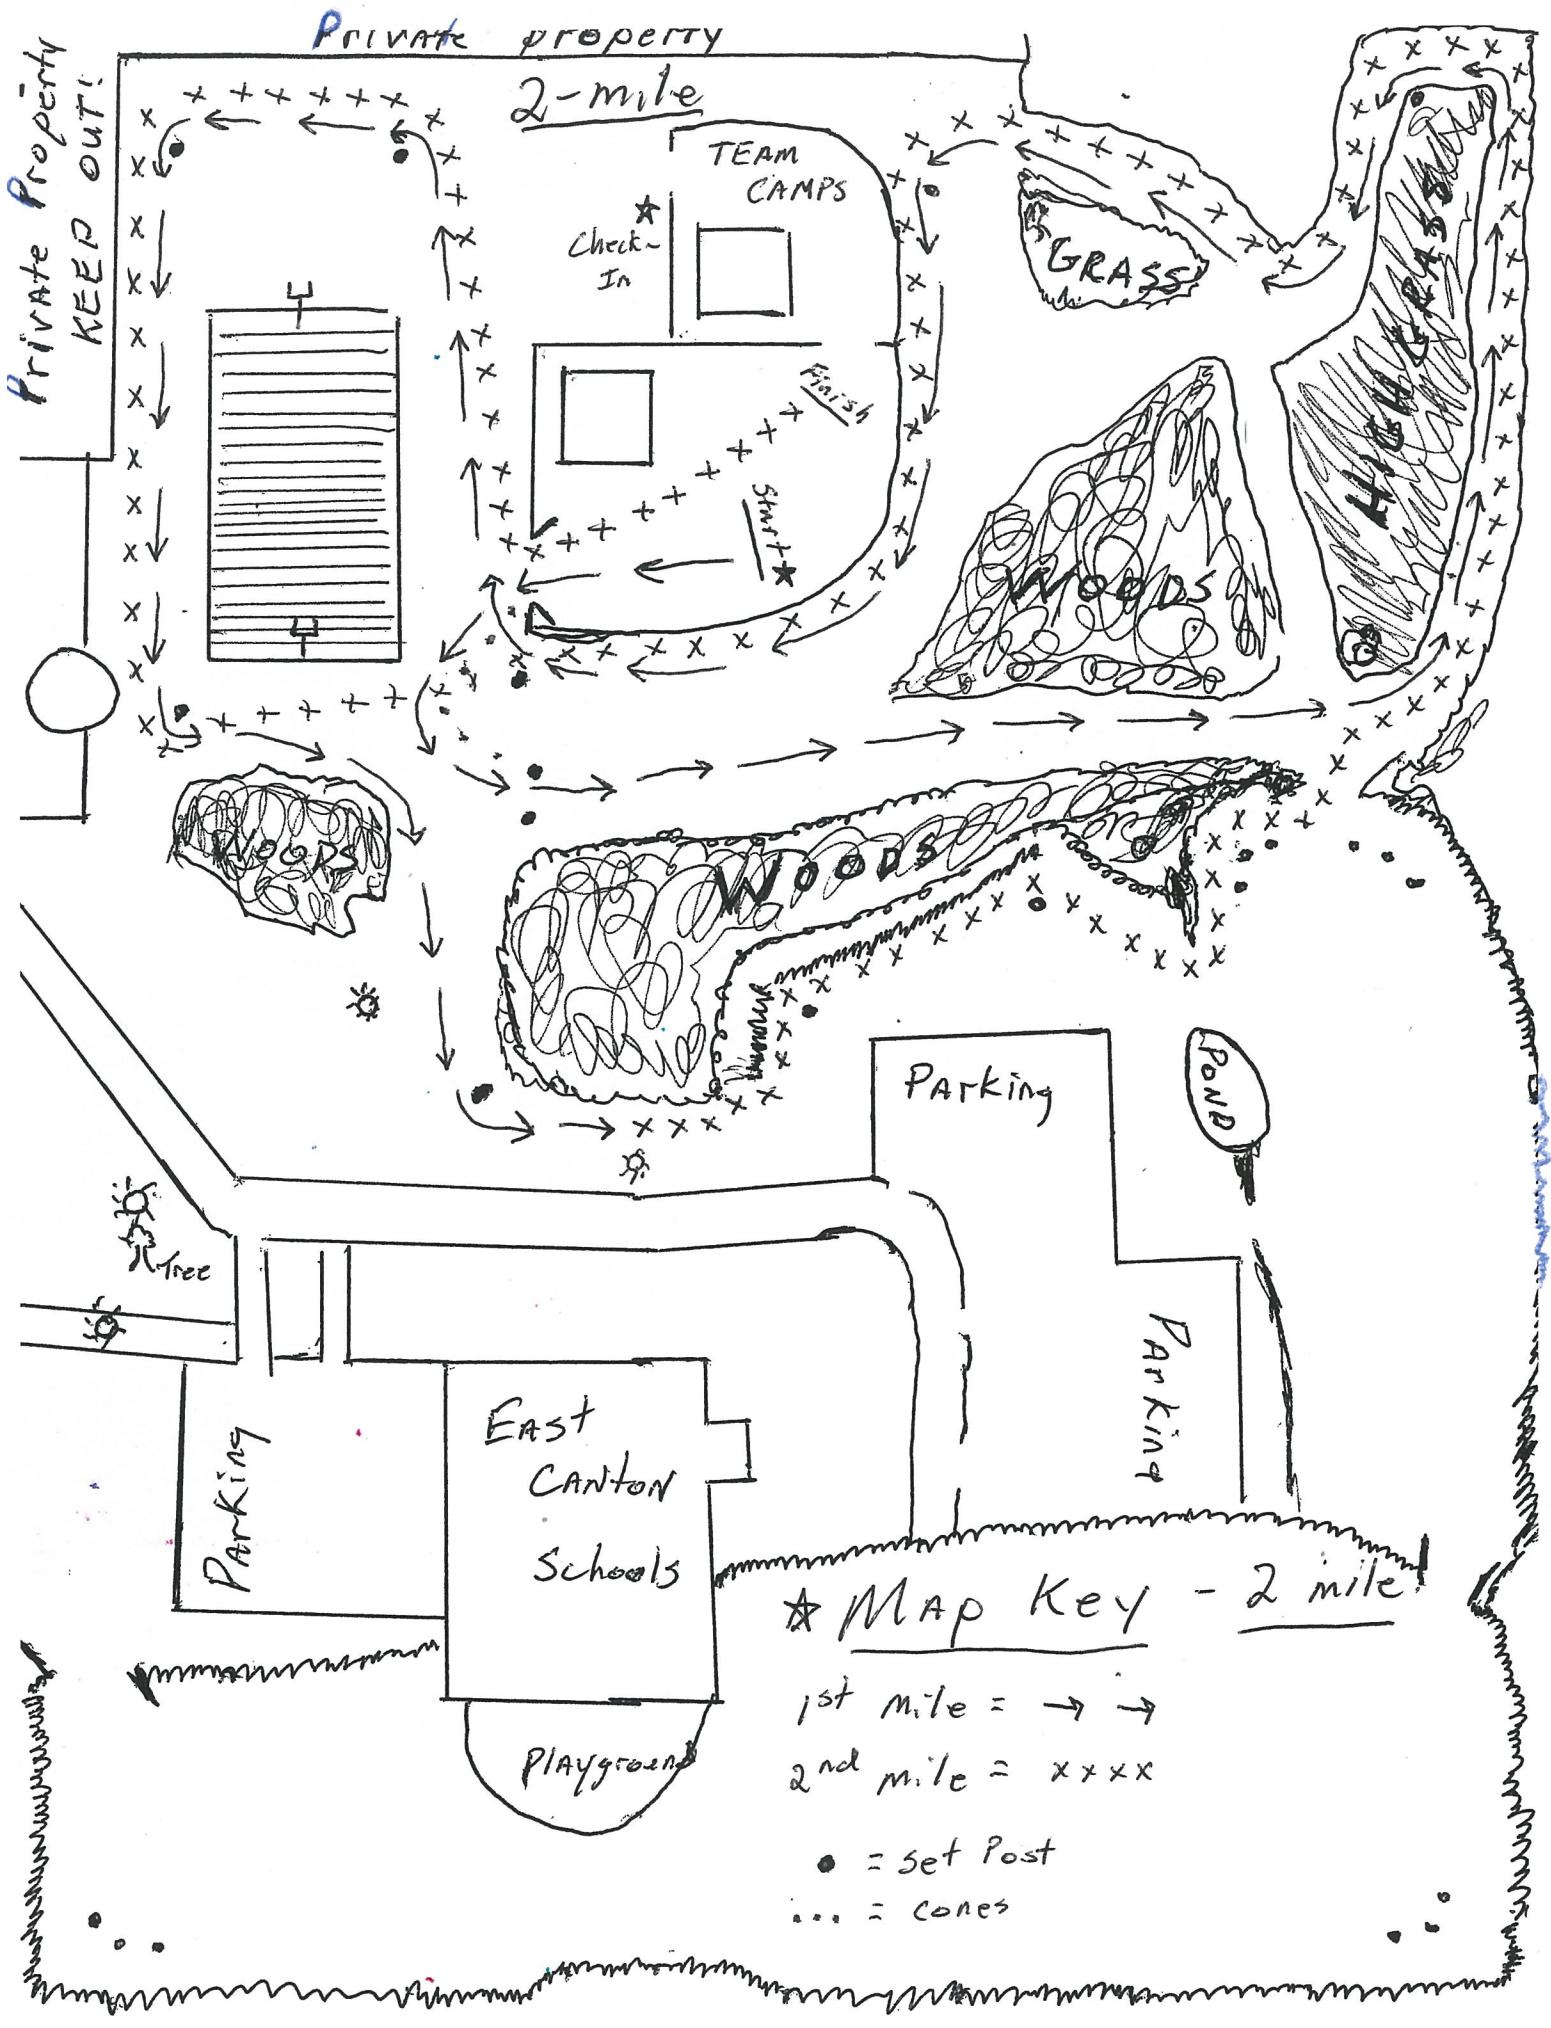 Private property
Private Property
KEEP OUT!
2-mile
TEAM
CAMPS
Check-
In
GRASS
HIGH GRASS
Finish
Start
WOODS
WOODS
WOODS
Parking
POND
Tree
Parking
EAST
CANTON
Schools
Parking
Playground
Map Key - 2 mile
1st mile = → →
2nd mile = xxxx
• = set Post
... = cones